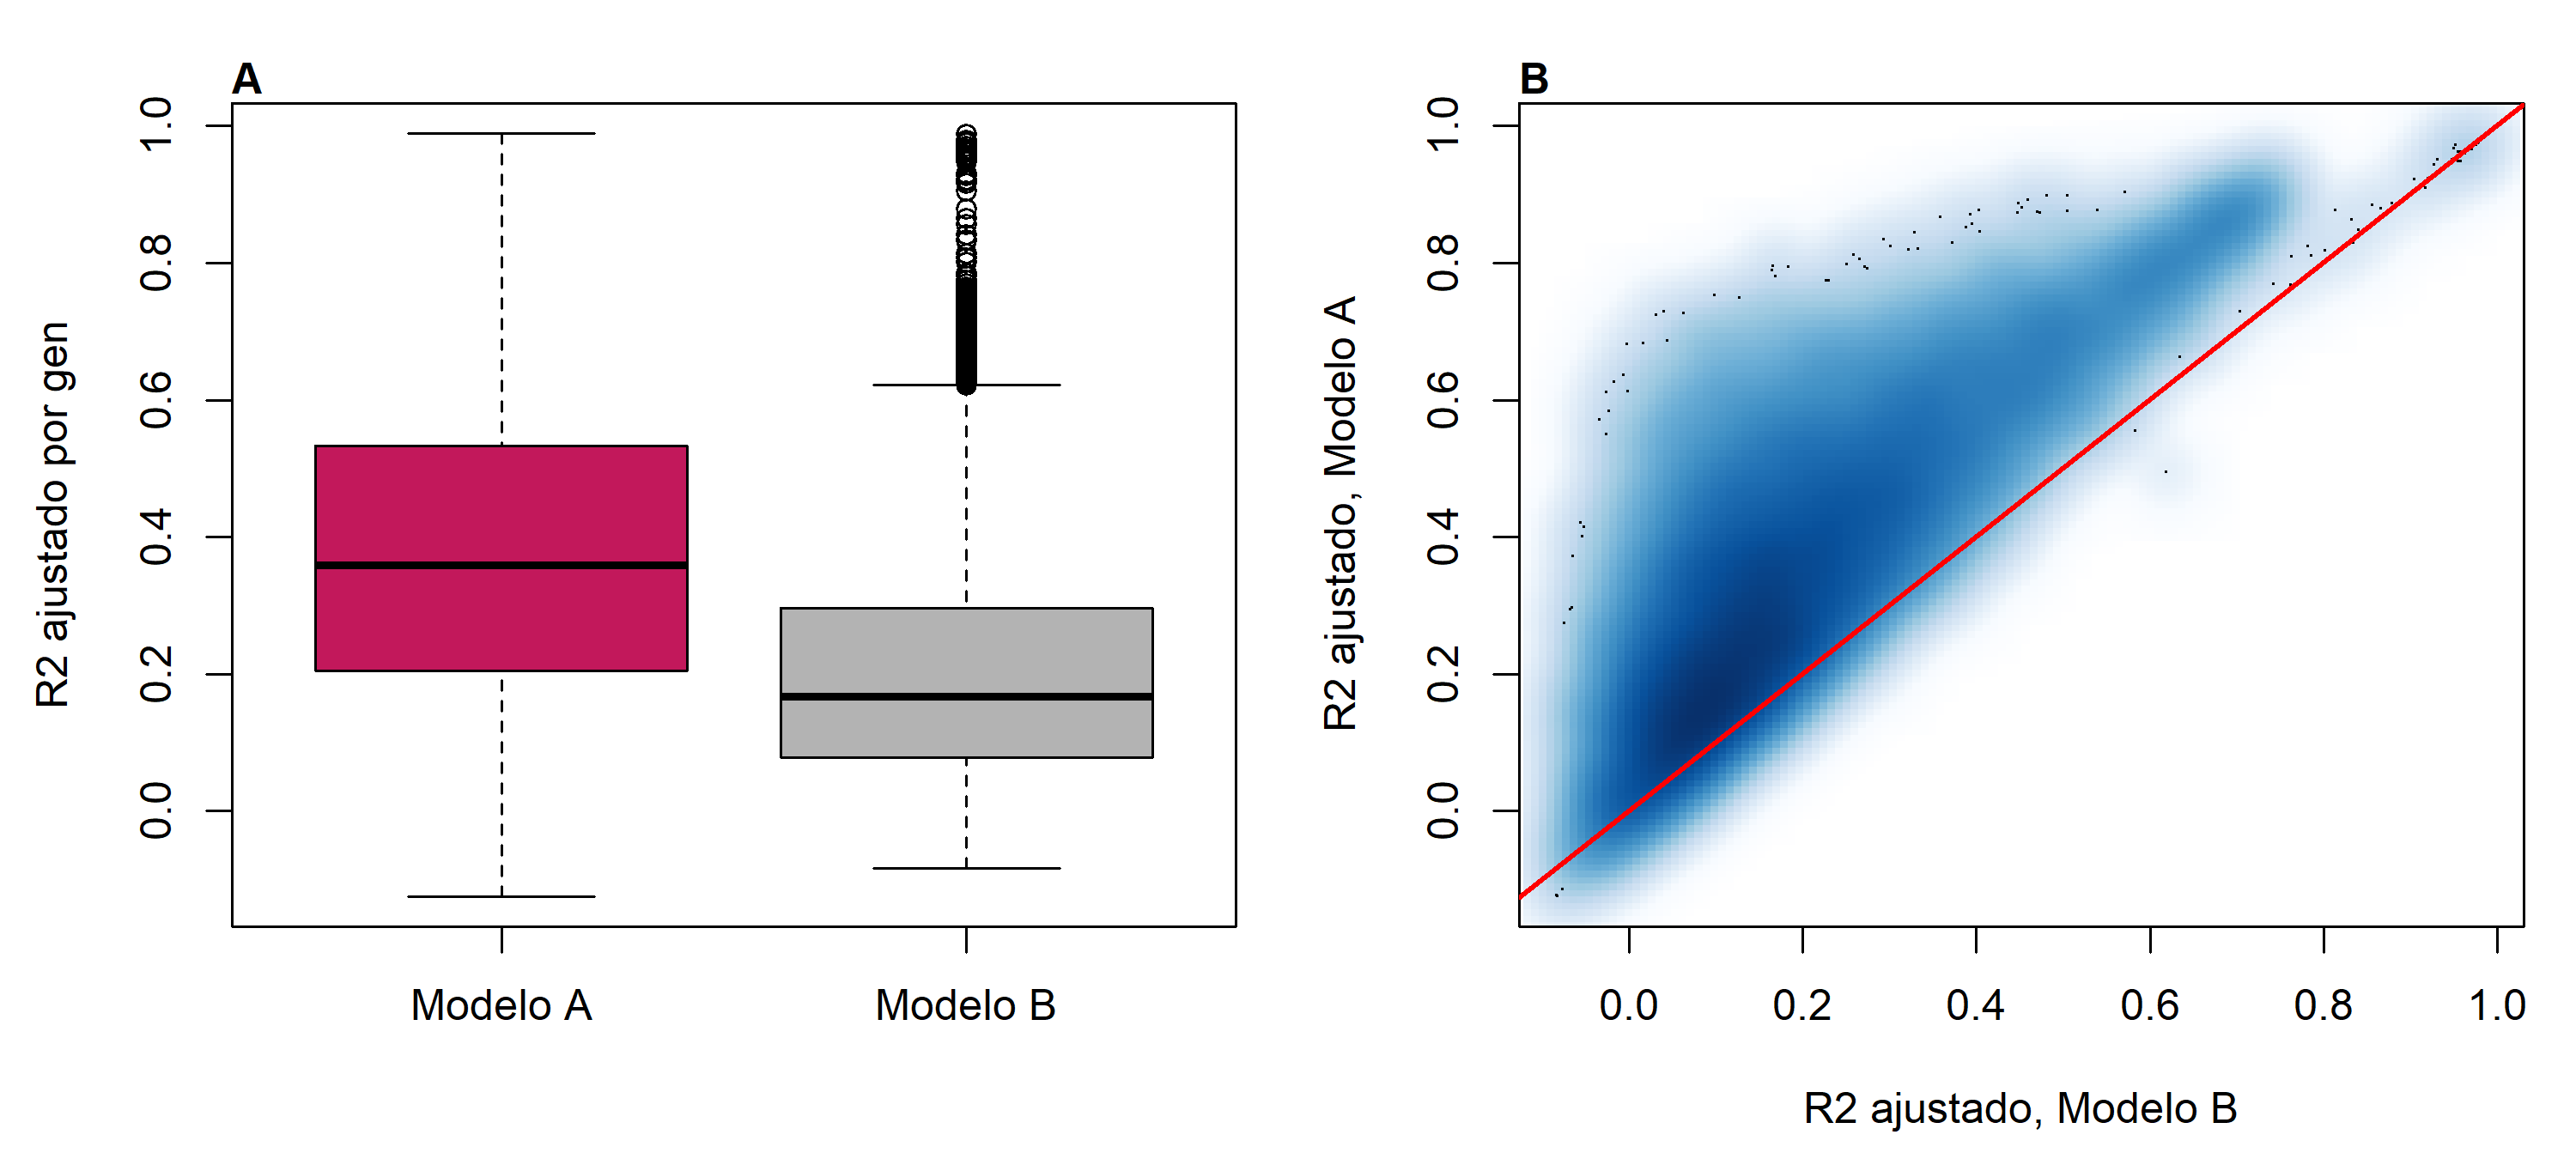 A
R2 ajustado por gen
1.0
0.8
0.6
0.4
0.2
0.0
Modelo A
Modelo B
B
R2 ajustado, Modelo A
1.0
0.8
0.6
0.4
0.2
0.0
0.0 0.2 0.4 0.6 0.8 1.0
R2 ajustado, Modelo B